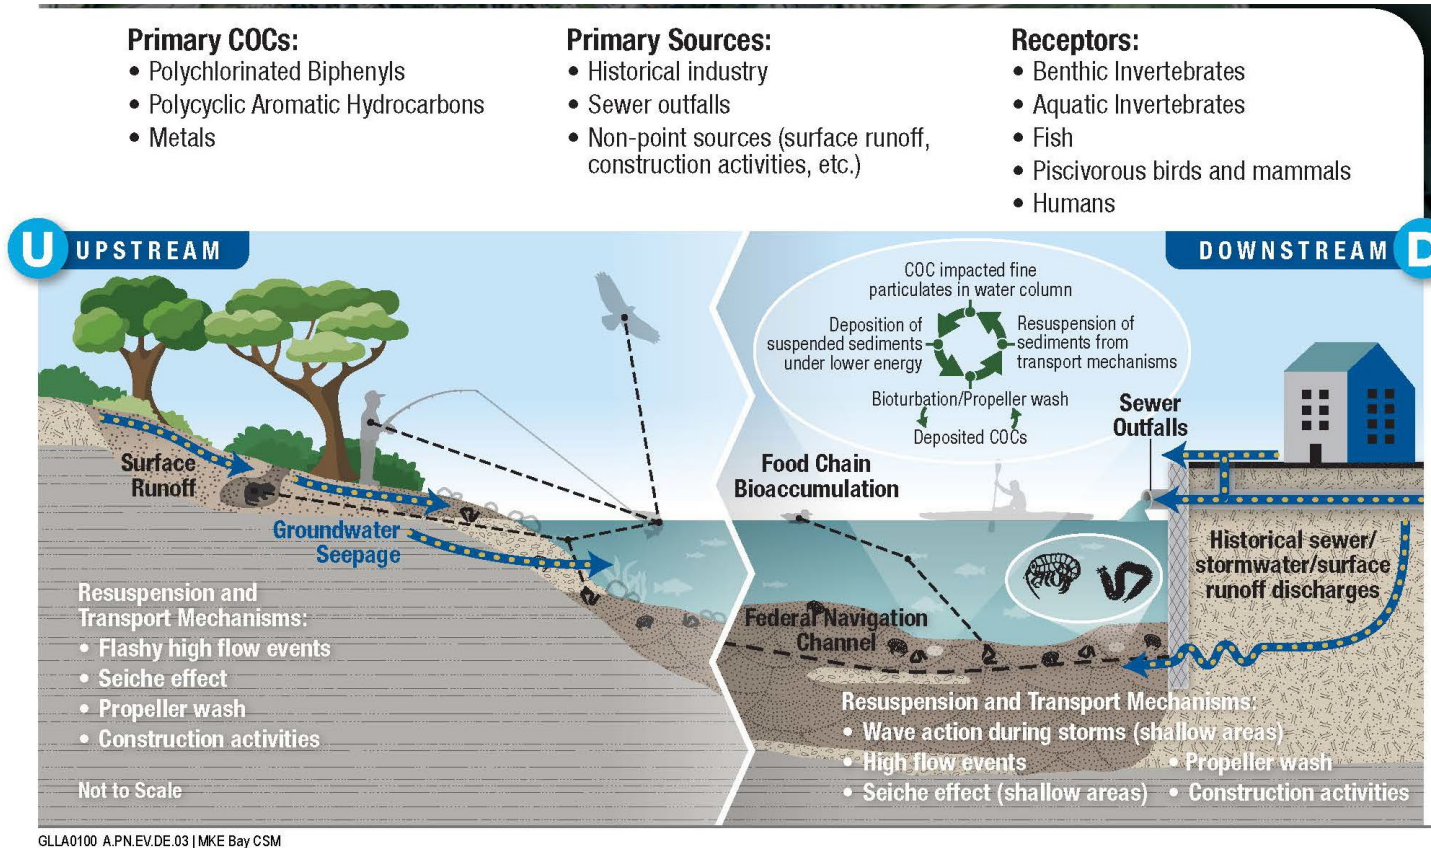 Primary COCs:
• Polychlorinated Biphenyls
• Polycyclic Aromatic Hydrocarbons
• Metals
Primary Sources:
• Historical industry
• Sewer outfalls
• Non-point sources (surface runoff,
construction activities, etc.)
Receptors:
• Benthic Invertebrates
• Aquatic Invertebrates
• Fish
• Piscivorous birds and mammals
• Humans
U UPSTREAM
Surface
Runoff
Groundwater
Seepage
Resuspension and
Transport Mechanisms:
• Flashy high flow events
• Seiche effect
• Propeller wash
• Construction activities
Not to Scale
DOWNSTREAM D
COC impacted fine
particulates in water column
Deposition of
suspended sediments
under lower energy
Resuspension of
sediments from
transport mechanisms
Bioturbation/Propeller wash
Deposited COCs
Sewer
Outfalls
Food Chain
Bioaccumulation
Historical sewer/
stormwater/surface
runoff discharges
Federal Navigation
Channel
Resuspension and Transport Mechanisms:
• Wave action during storms (shallow areas)
• High flow events
• Propeller wash
• Seiche effect (shallow areas)
• Construction activities
GLLA0100 A.PN.EV.DE.03 | MKE Bay CSM